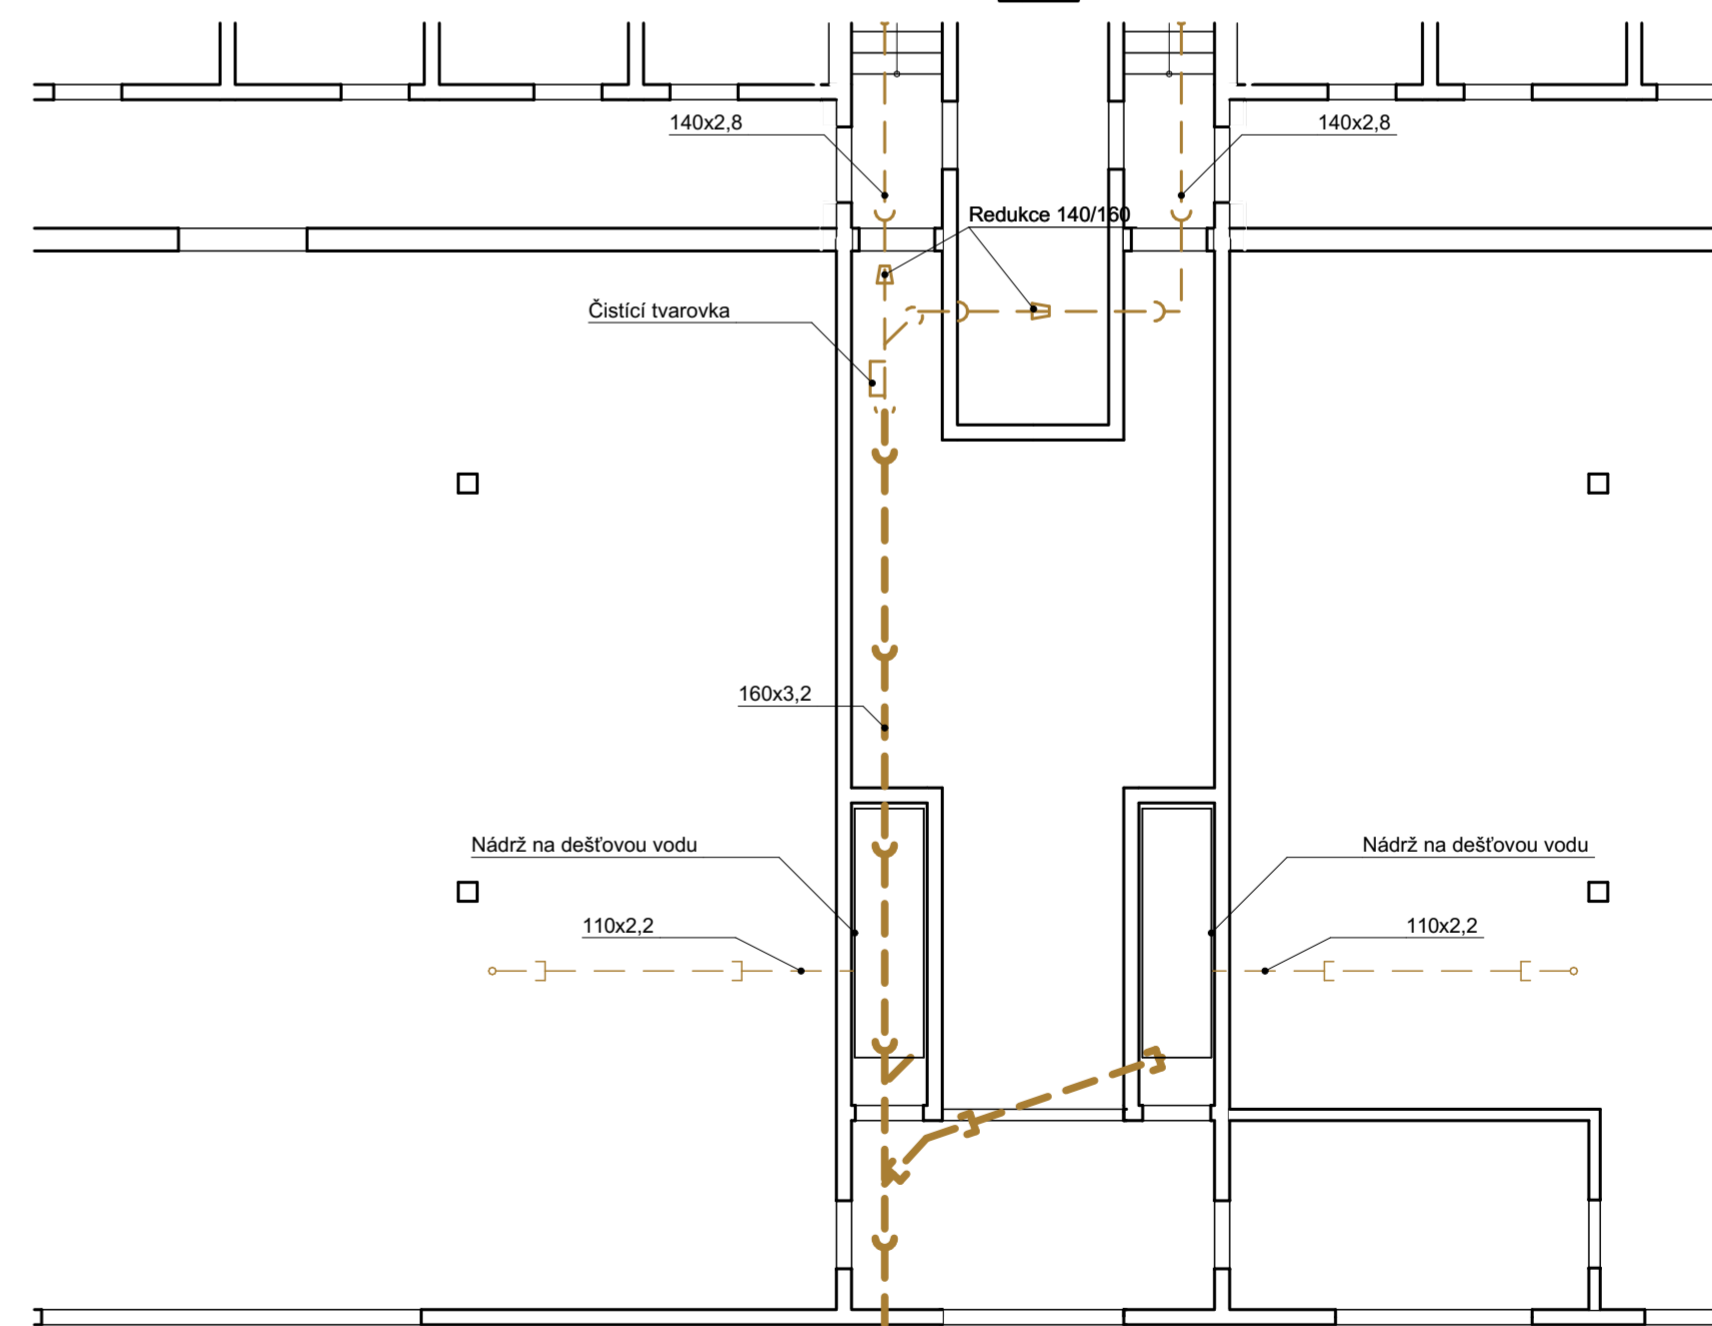 140x2,8
140x2,8
Redukce 140/160
Čistící tvarovka
160x3,2
Nádrž na dešťovou vodu
Nádrž na dešťovou vodu
110x2,2
110x2,2